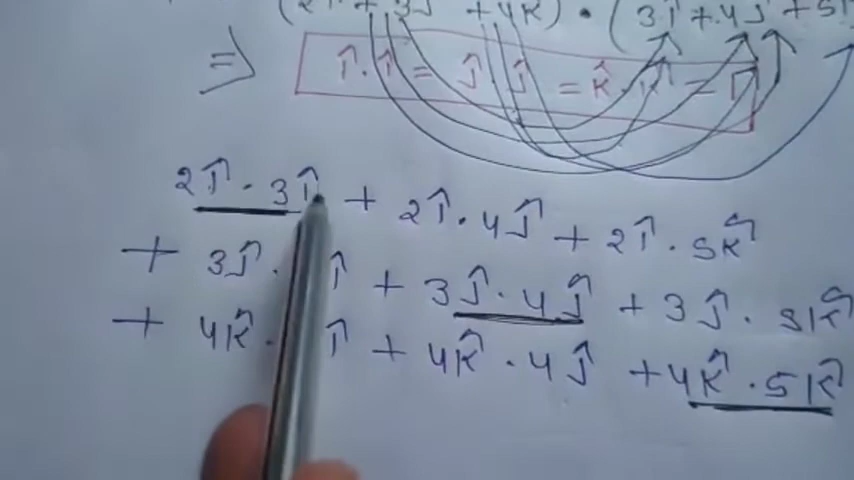 (2î + 3ĵ + 4k̂) • (3î + 4ĵ + 5
⇒ î . î = ĵ . ĵ = k̂ . k̂ = 1
2î . 3î + 2î . 4ĵ + 2î . 5k̂
+ 3ĵ . î + 3ĵ . 4ĵ + 3ĵ . 5k̂
+ 4k̂ . î + 4k̂ . 4ĵ + 4k̂ . 5k̂